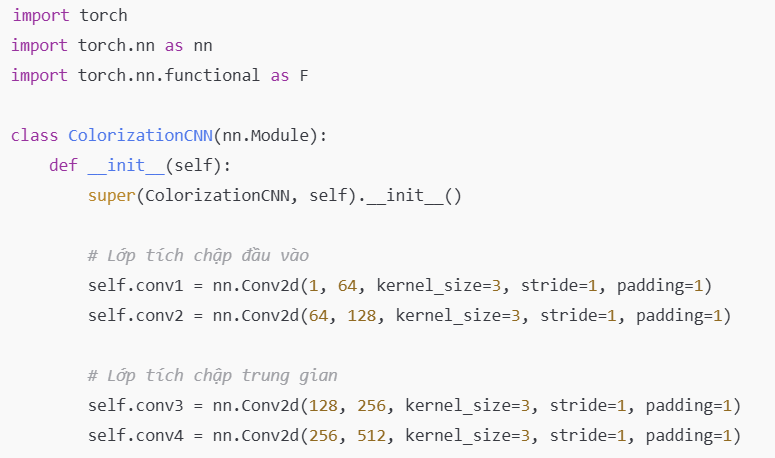 import torch
import torch.nn as nn
import torch.nn.functional as F
class ColorizationCNN(nn.Module):
def __init__(self):
super(ColorizationCNN, self).__init__()
# Lớp tích chập đầu vào
self.conv1 = nn.Conv2d(1, 64, kernel_size=3, stride=1, padding=1)
self.conv2 = nn.Conv2d(64, 128, kernel_size=3, stride=1, padding=1)
# Lớp tích chập trung gian
self.conv3 = nn.Conv2d(128, 256, kernel_size=3, stride=1, padding=1)
self.conv4 = nn.Conv2d(256, 512, kernel_size=3, stride=1, padding=1)